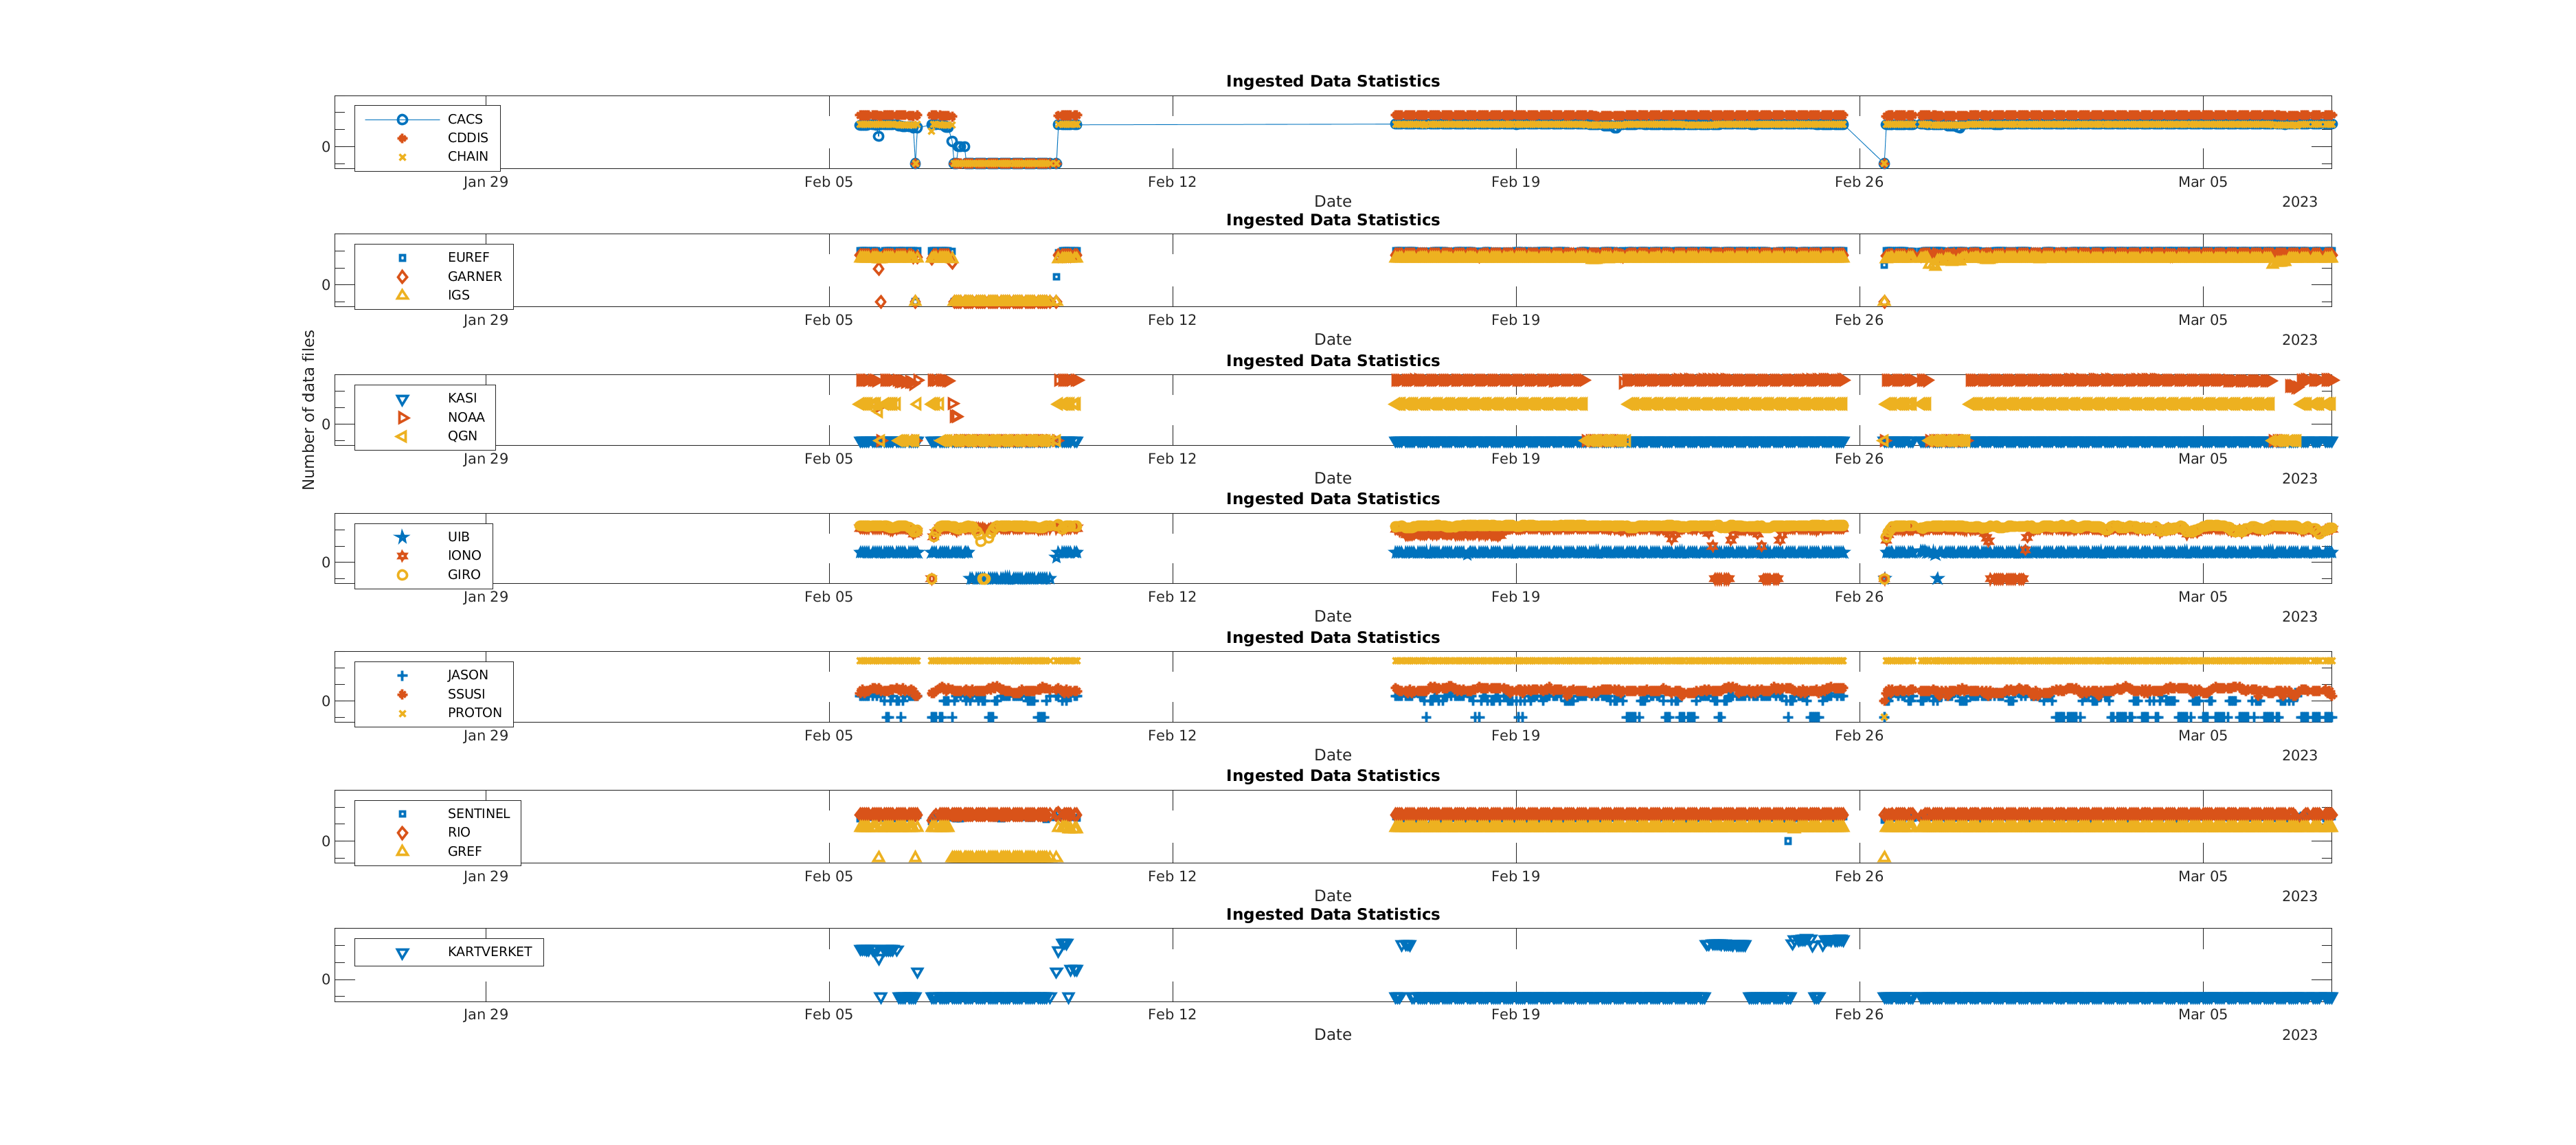 Ingested Data Statistics
CACS
CDDIS
CHAIN
0
Jan 29 Feb 05 Feb 12 Feb 19 Feb 26 Mar 05
Date 2023
Ingested Data Statistics
EUREF
GARNER
IGS
0
Jan 29 Feb 05 Feb 12 Feb 19 Feb 26 Mar 05
Date 2023
Number of data files
Ingested Data Statistics
KASI
NOAA
QGN
0
Jan 29 Feb 05 Feb 12 Feb 19 Feb 26 Mar 05
Date 2023
Ingested Data Statistics
UIB
IONO
GIRO
0
Jan 29 Feb 05 Feb 12 Feb 19 Feb 26 Mar 05
Date 2023
Ingested Data Statistics
JASON
SSUSI
PROTON
0
Jan 29 Feb 05 Feb 12 Feb 19 Feb 26 Mar 05
Date 2023
Ingested Data Statistics
SENTINEL
RIO
GREF
0
Jan 29 Feb 05 Feb 12 Feb 19 Feb 26 Mar 05
Date 2023
Ingested Data Statistics
KARTVERKET
0
Jan 29 Feb 05 Feb 12 Feb 19 Feb 26 Mar 05
Date 2023